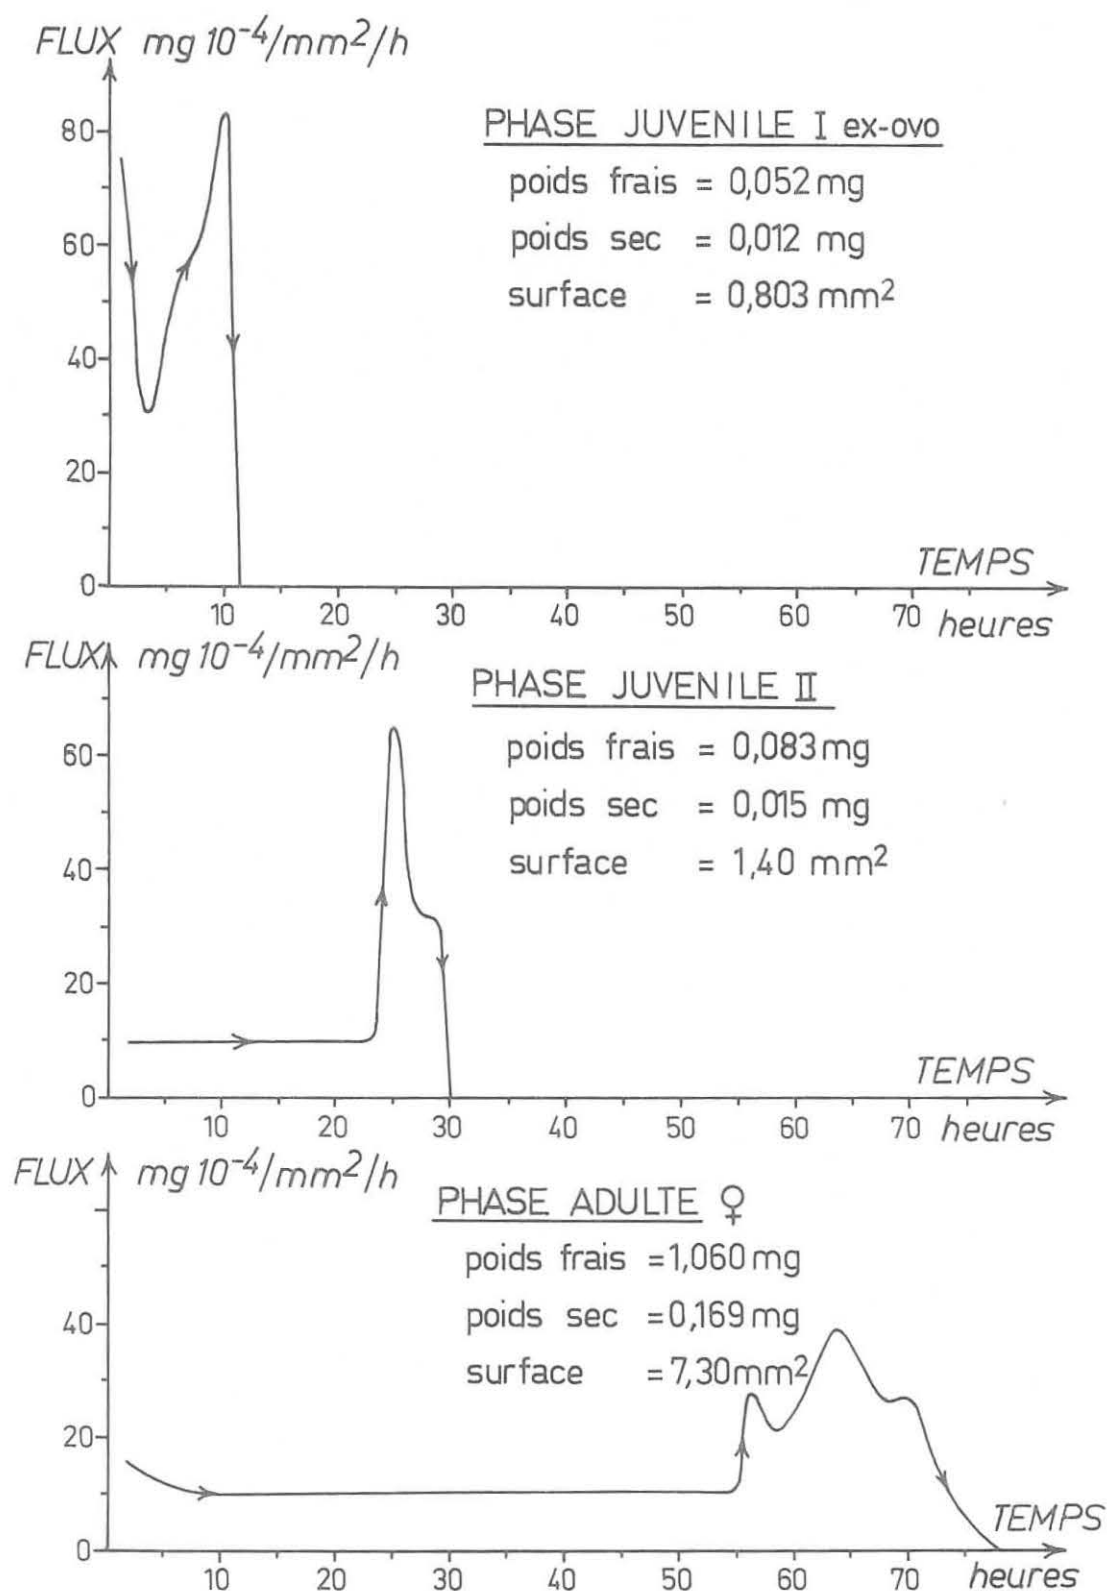 FLUX mg 10⁻⁴/mm²/h
PHASE JUVENILE I ex-ovo
80
poids frais = 0,052 mg
poids sec = 0,012 mg
60
surface = 0,803 mm²
40
20
TEMPS
0
10 20 30 40 50 60 70 heures
FLUX mg 10⁻⁴/mm²/h
PHASE JUVENILE II
60
poids frais = 0,083 mg
poids sec = 0,015 mg
surface = 1,40 mm²
40
20
TEMPS
0
10 20 30 40 50 60 70 heures
FLUX mg 10⁻⁴/mm²/h
PHASE ADULTE ♀
poids frais = 1,060 mg
40
poids sec = 0,169 mg
surface = 7,30 mm²
20
TEMPS
0
10 20 30 40 50 60 70 heures